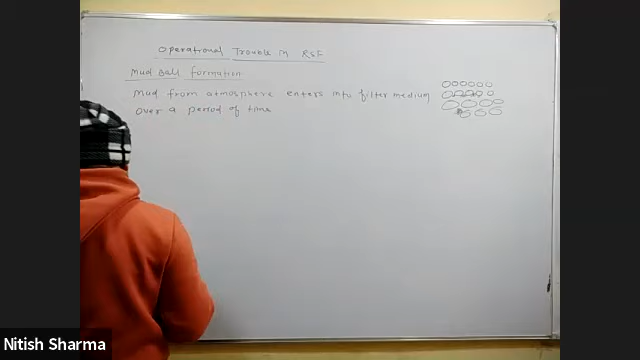 Operational Trouble in RSF
Mud Ball formation
Mud from atmosphere enters into filter medium
over a period of time
Nitish Sharma